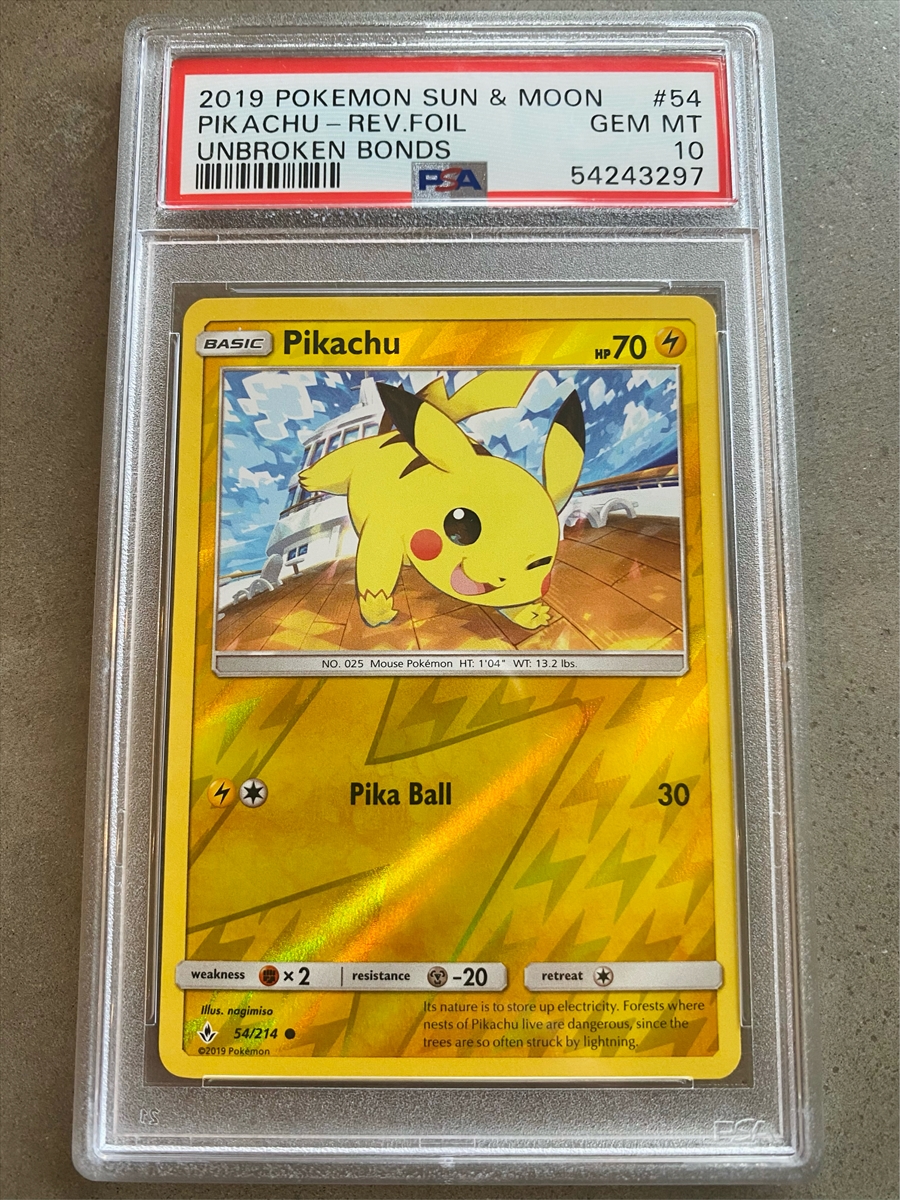 2019 POKEMON SUN & MOON #54
PIKACHU - REV.FOIL GEM MT
UNBROKEN BONDS 10
PSA 54243297
BASIC Pikachu HP70
NO. 025 Mouse Pokémon HT: 1'04" WT: 13.2 lbs.
Pika Ball 30
weakness ×2 resistance -20 retreat
Illus. nagimiso
54/214
©2019 Pokémon
Its nature is to store up electricity. Forests where
nests of Pikachu live are dangerous, since the
trees are so often struck by lightning.
PSA